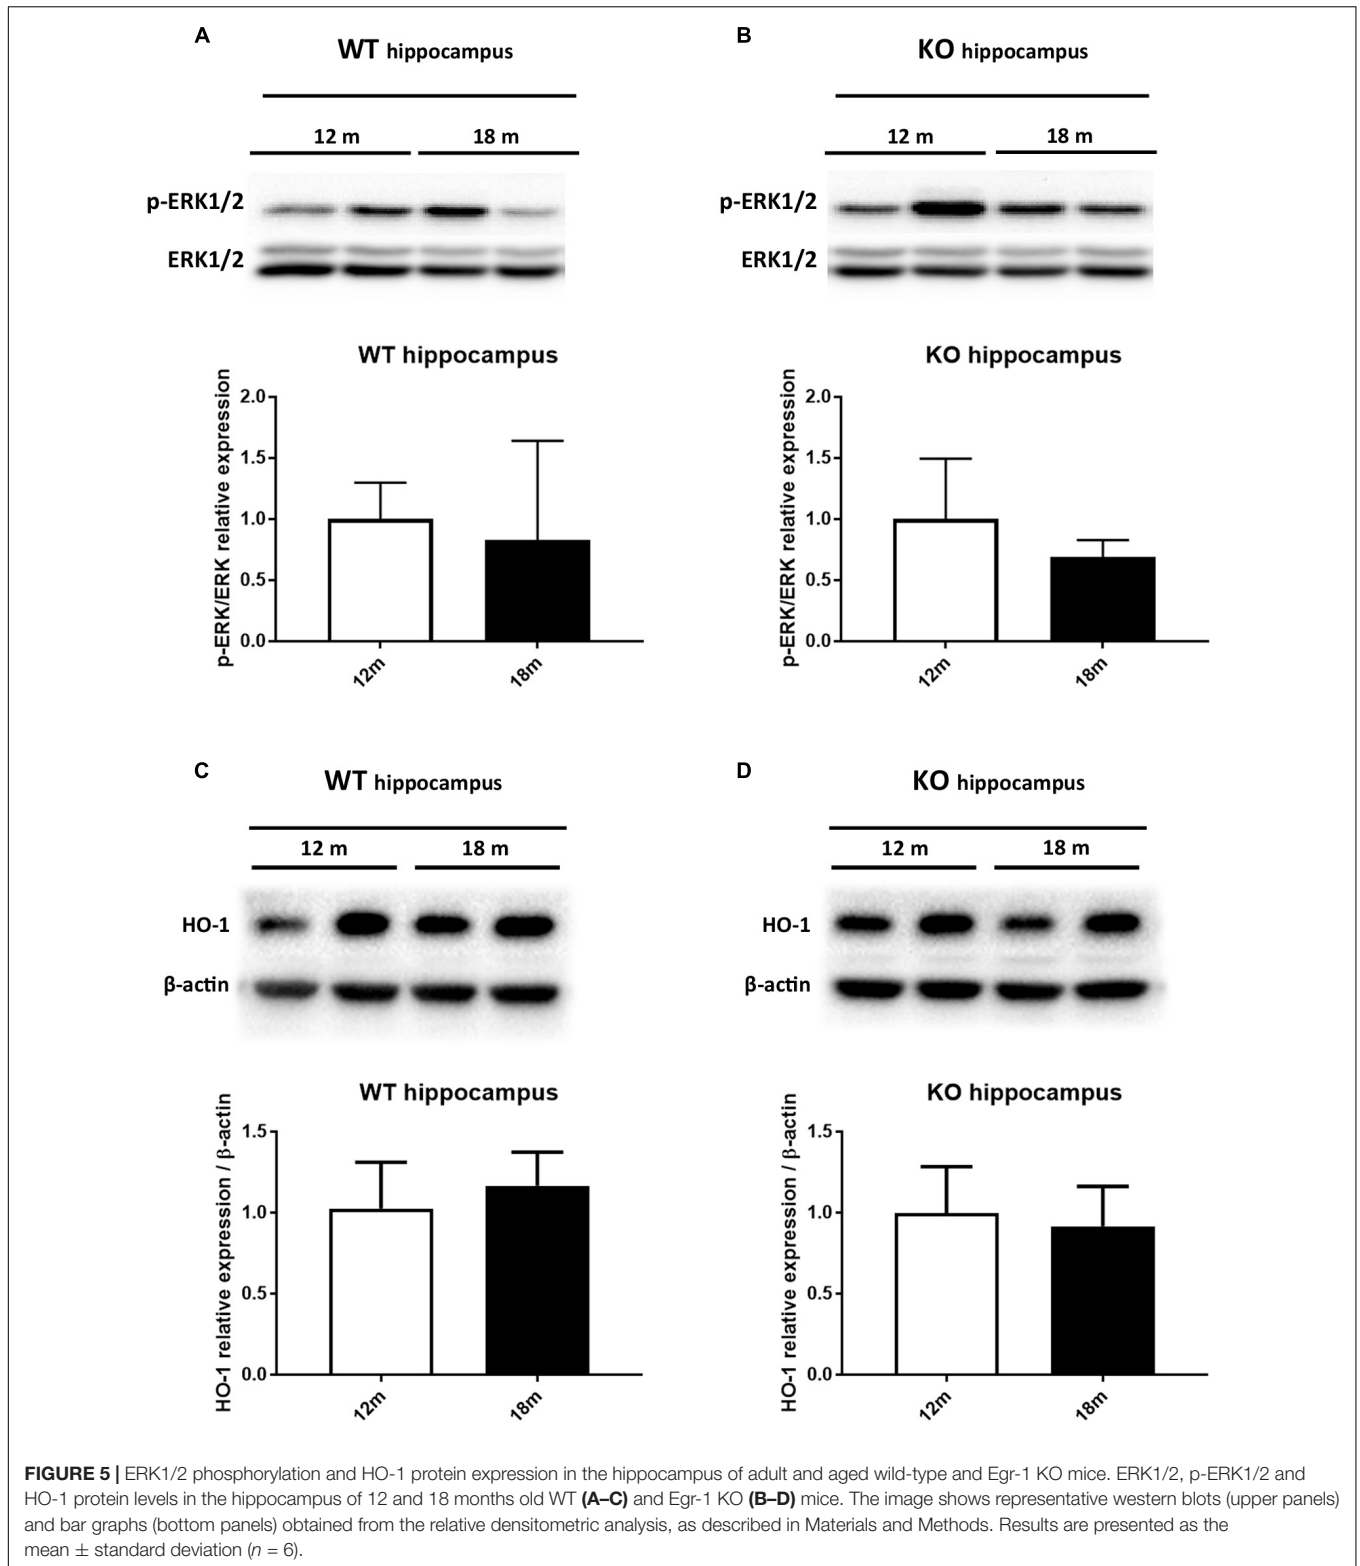 A
WT hippocampus
12 m 18 m
p-ERK1/2
ERK1/2
WT hippocampus
p-ERK/ERK relative expression
2.0
1.5
1.0
0.5
0.0
12m 18m
B
KO hippocampus
12 m 18 m
p-ERK1/2
ERK1/2
KO hippocampus
p-ERK/ERK relative expression
2.0
1.5
1.0
0.5
0.0
12m 18m
C
WT hippocampus
12 m 18 m
HO-1
β-actin
WT hippocampus
HO-1 relative expression / β-actin
1.5
1.0
0.5
0.0
12m 18m
D
KO hippocampus
12 m 18 m
HO-1
β-actin
KO hippocampus
HO-1 relative expression / β-actin
1.5
1.0
0.5
0.0
12m 18m
FIGURE 5 | ERK1/2 phosphorylation and HO-1 protein expression in the hippocampus of adult and aged wild-type and Egr-1 KO mice. ERK1/2, p-ERK1/2 and
HO-1 protein levels in the hippocampus of 12 and 18 months old WT (A–C) and Egr-1 KO (B–D) mice. The image shows representative western blots (upper panels)
and bar graphs (bottom panels) obtained from the relative densitometric analysis, as described in Materials and Methods. Results are presented as the
mean ± standard deviation (n = 6).